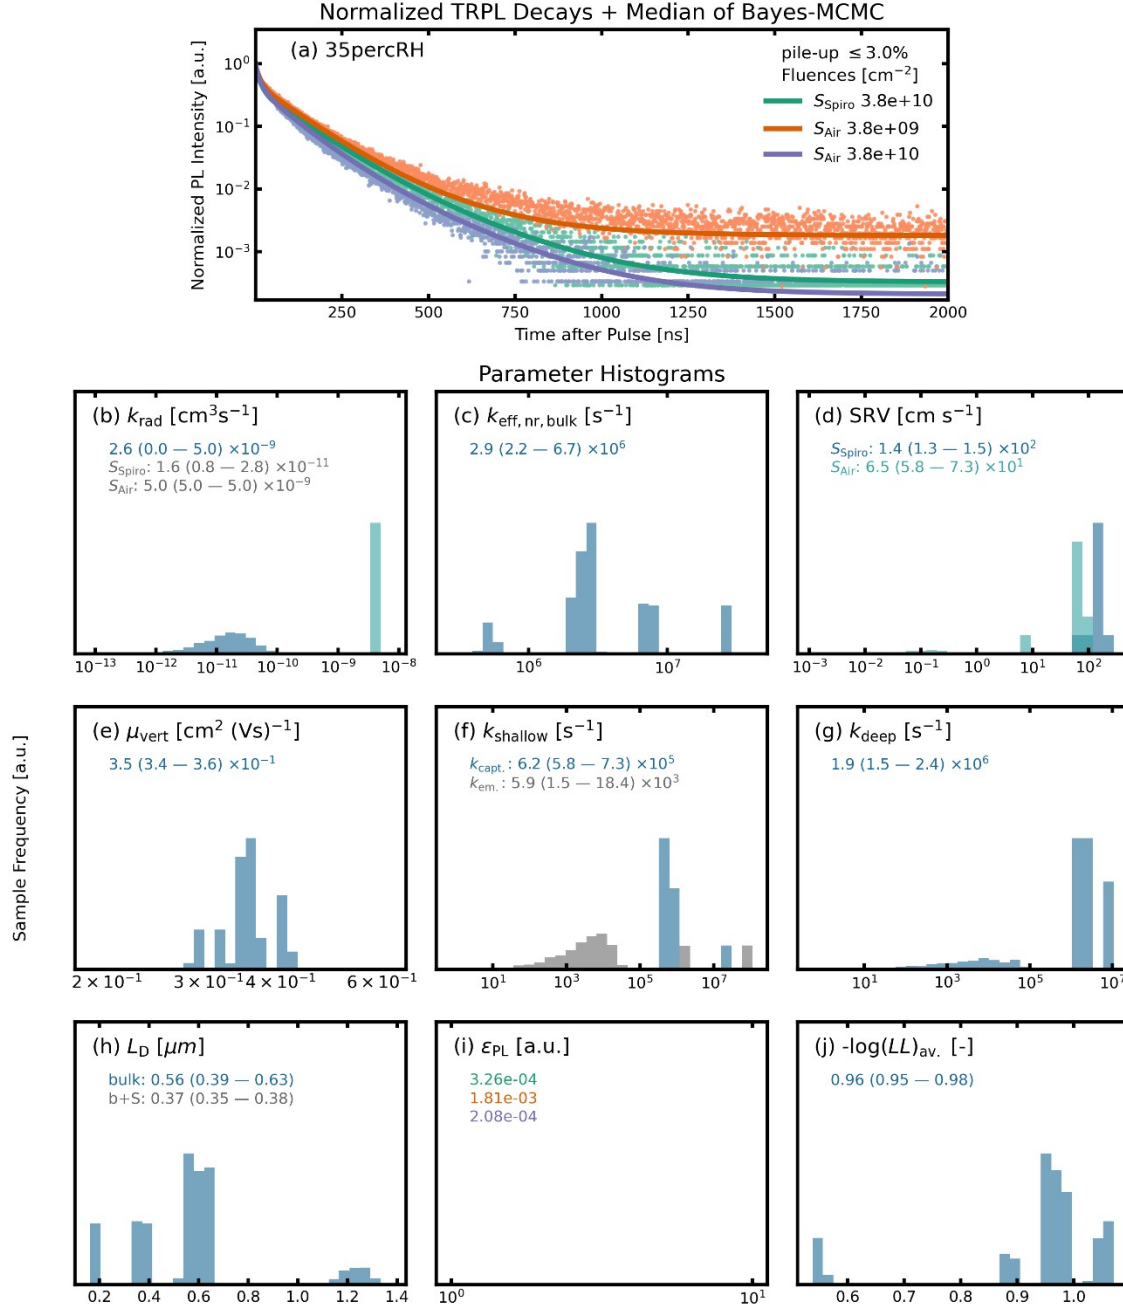 Normalized TRPL Decays + Median of Bayes-MCMC
(a) 35percRH
pile-up ≤3.0%
Fluences [cm⁻²]
S_Spiro 3.8e+10
S_Air 3.8e+09
S_Air 3.8e+10
Normalized PL Intensity [a.u.]
10⁰
10⁻¹
10⁻²
10⁻³
250 500 750 1000 1250 1500 1750 2000
Time after Pulse [ns]
Parameter Histograms
(b) k_rad [cm³s⁻¹]
2.6 (0.0 — 5.0) ×10⁻⁹
S_Spiro: 1.6 (0.8 — 2.8) ×10⁻¹¹
S_Air: 5.0 (5.0 — 5.0) ×10⁻⁹
10⁻¹³ 10⁻¹² 10⁻¹¹ 10⁻¹⁰ 10⁻⁹ 10⁻⁸
(c) k_eff, nr, bulk [s⁻¹]
2.9 (2.2 — 6.7) ×10⁶
10⁶ 10⁷
(d) SRV [cm s⁻¹]
S_Spiro: 1.4 (1.3 — 1.5) ×10²
S_Air: 6.5 (5.8 — 7.3) ×10¹
10⁻³ 10⁻² 10⁻¹ 10⁰ 10¹ 10²
Sample Frequency [a.u.]
(e) μ_vert [cm² (Vs)⁻¹]
3.5 (3.4 — 3.6) ×10⁻¹
2 × 10⁻¹ 3 × 10⁻¹ 4 × 10⁻¹ 6 × 10⁻¹
(f) k_shallow [s⁻¹]
k_capt.: 6.2 (5.8 — 7.3) ×10⁵
k_em.: 5.9 (1.5 — 18.4) ×10³
10¹ 10³ 10⁵ 10⁷
(g) k_deep [s⁻¹]
1.9 (1.5 — 2.4) ×10⁶
10¹ 10³ 10⁵ 10⁷
(h) L_D [μm]
bulk: 0.56 (0.39 — 0.63)
b+S: 0.37 (0.35 — 0.38)
0.2 0.4 0.6 0.8 1.0 1.2 1.4
(i) ε_PL [a.u.]
3.26e-04
1.81e-03
2.08e-04
10⁰ 10¹
(j) -log(LL)_av. [-]
0.96 (0.95 — 0.98)
0.6 0.7 0.8 0.9 1.0